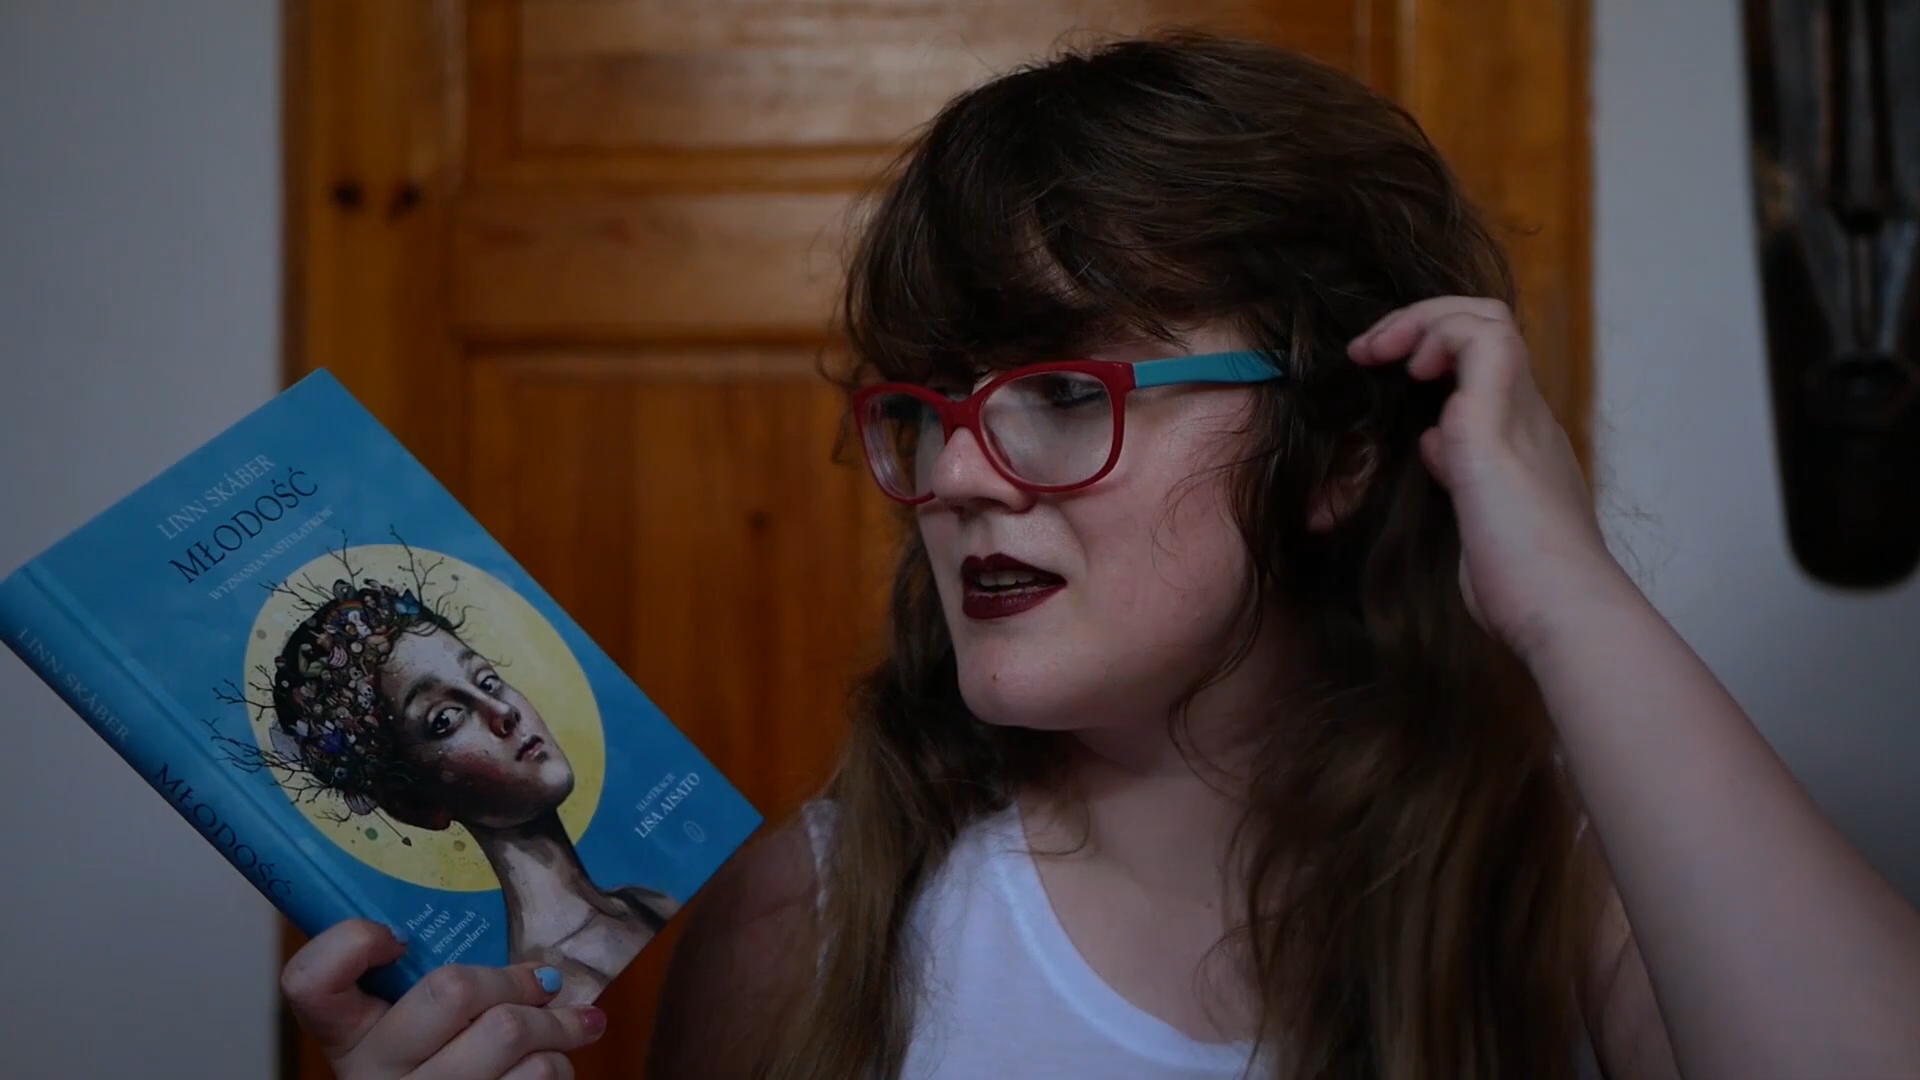 LINN SKÅBER
MŁODOŚĆ
WYZNANIA NASTOLATKÓW
ILUSTRACJE
LISA AISATO
Ponad
100 000
sprzedanych
egzemplarzy!
LINN SKÅBER
MŁODOŚĆ